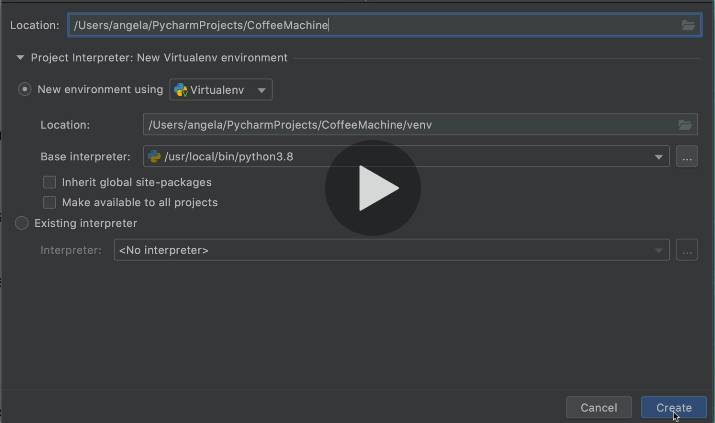 Location: /Users/angela/PycharmProjects/CoffeeMachine
Project Interpreter: New Virtualenv environment
New environment using Virtualenv
Location: /Users/angela/PycharmProjects/CoffeeMachine/venv
Base interpreter: /usr/local/bin/python3.8 ...
Inherit global site-packages
Make available to all projects
Existing interpreter
Interpreter: <No interpreter> ...
Cancel Create